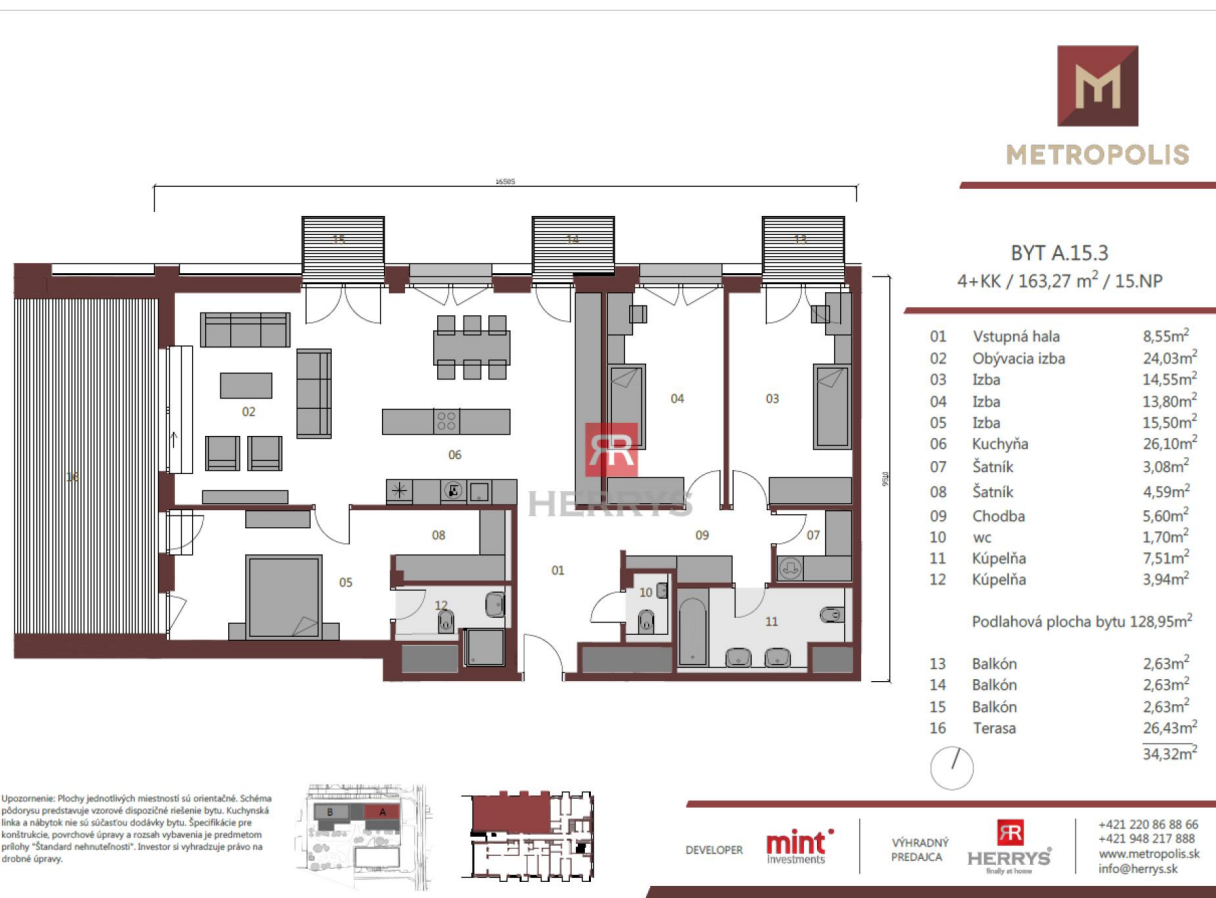 M
METROPOLIS
BYT A.15.3
4+KK / 163,27 m² / 15.NP
01 Vstupná hala 8,55m²
02 Obývacia izba 24,03m²
03 Izba 14,55m²
04 Izba 13,80m²
05 Izba 15,50m²
06 Kuchyňa 26,10m²
07 Šatník 3,08m²
08 Šatník 4,59m²
09 Chodba 5,60m²
10 wc 1,70m²
11 Kúpelňa 7,51m²
12 Kúpelňa 3,94m²
Podlahová plocha bytu 128,95m²
13 Balkón 2,63m²
14 Balkón 2,63m²
15 Balkón 2,63m²
16 Terasa 26,43m²
34,32m²
16505
15
14
13
02
04
03
06
16
HERRYS
08
09
07
01
05
10
12
11
Upozornenie: Plochy jednotlivých miestností sú orientačné. Schéma
pôdorysu predstavuje vzorové dispozičné riešenie bytu. Kuchynská
linka a nábytok nie sú súčasťou dodávky bytu. Špecifikácie pre
konštrukcie, povrchové úpravy a rozsah vybavenia je predmetom
prílohy "Štandard nehnuteľnosti". Investor si vyhradzuje právo na
drobné úpravy.
B
A
DEVELOPER
mint
investments
VÝHRADNÝ
PREDAJCA
HERRYS
finally at home
+421 220 86 88 66
+421 948 217 888
www.metropolis.sk
info@herrys.sk